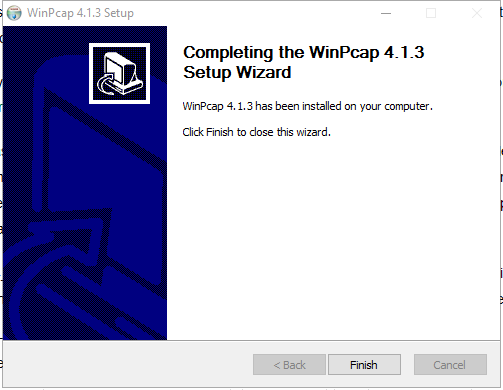 WinPcap 4.1.3 Setup
Completing the WinPcap 4.1.3
Setup Wizard
WinPcap 4.1.3 has been installed on your computer.
Click Finish to close this wizard.
< Back
Finish
Cancel